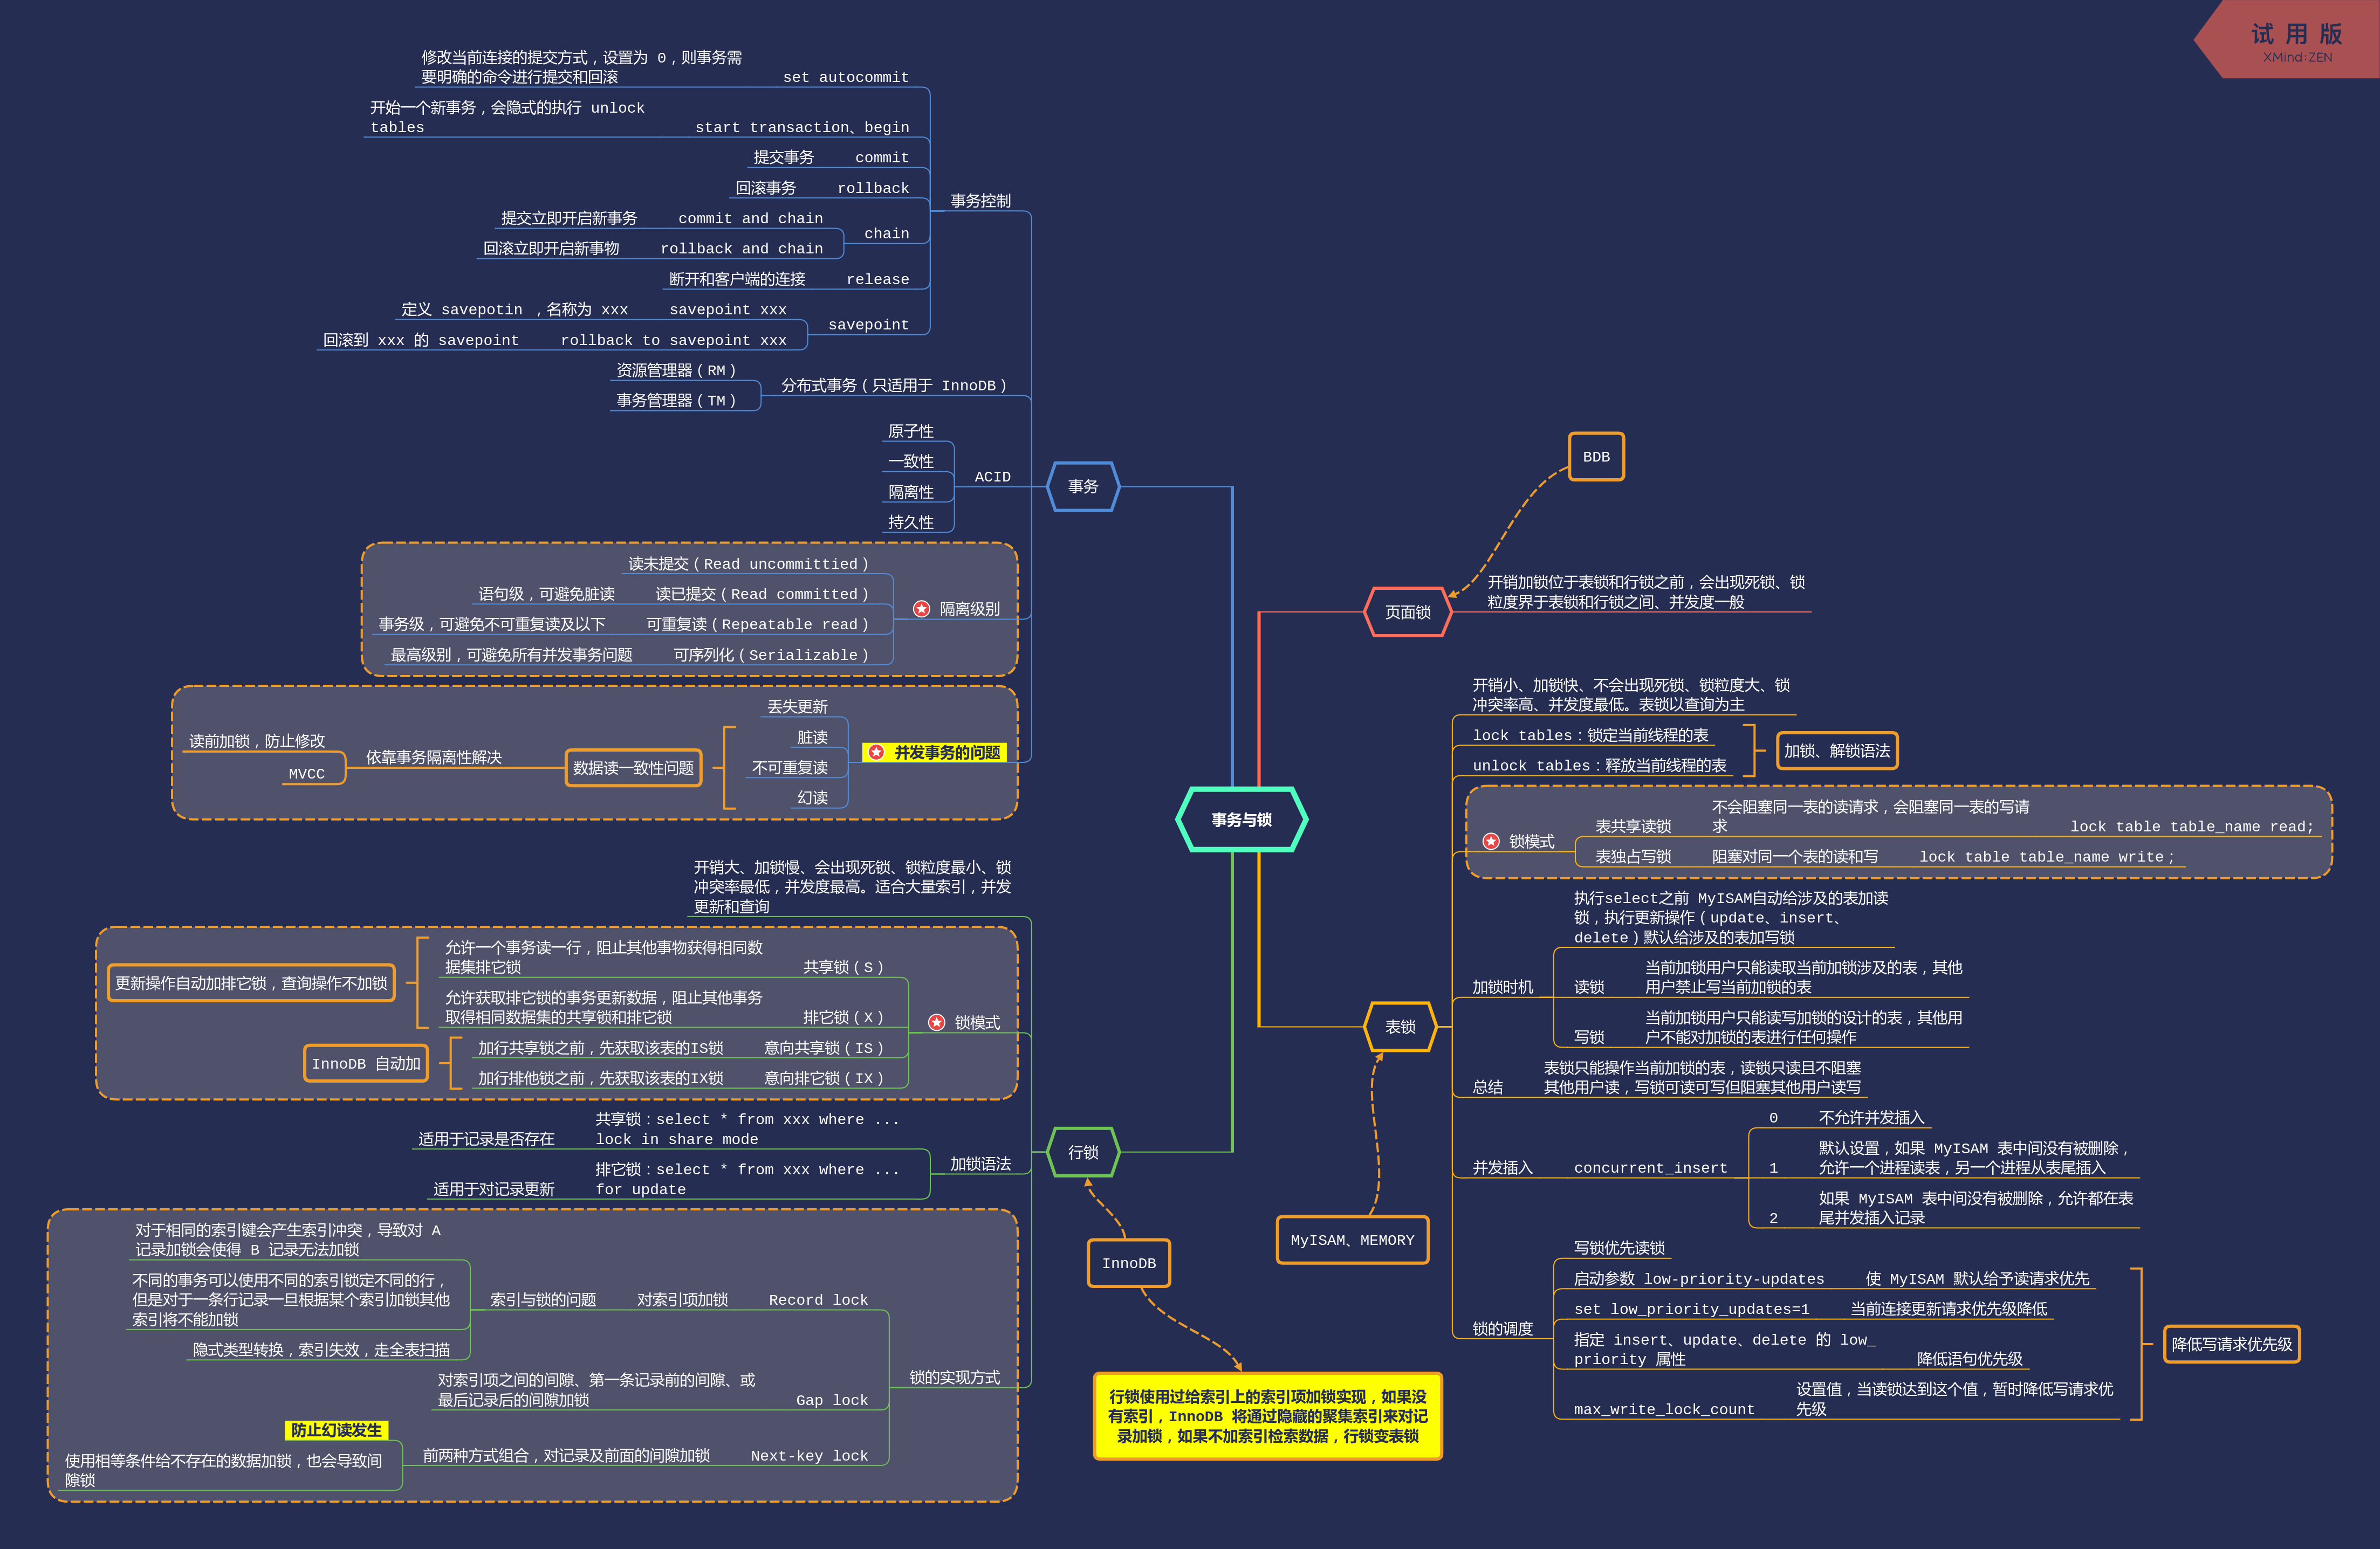 试 用 版
XMind:ZEN
事务与锁
事务
事务控制
set autocommit
修改当前连接的提交方式，设置为 0，则事务需
要明确的命令进行提交和回滚
start transaction、begin
开始一个新事务，会隐式的执行 unlock
tables
commit
提交事务
rollback
回滚事务
chain
commit and chain
提交立即开启新事务
rollback and chain
回滚立即开启新事物
release
断开和客户端的连接
savepoint
savepoint xxx
定义 savepotin ，名称为 xxx
rollback to savepoint xxx
回滚到 xxx 的 savepoint
分布式事务（只适用于 InnoDB）
资源管理器（RM）
事务管理器（TM）
ACID
原子性
一致性
隔离性
持久性
隔离级别
读未提交（Read uncommittied）
读已提交（Read committed）
语句级，可避免脏读
可重复读（Repeatable read）
事务级，可避免不可重复读及以下
可序列化（Serializable）
最高级别，可避免所有并发事务问题
并发事务的问题
丢失更新
脏读
不可重复读
幻读
数据读一致性问题
依靠事务隔离性解决
读前加锁，防止修改
MVCC
行锁
开销大、加锁慢、会出现死锁、锁粒度最小、锁
冲突率最低，并发度最高。适合大量索引，并发
更新和查询
锁模式
共享锁（S）
允许一个事务读一行，阻止其他事物获得相同数
据集排它锁
排它锁（X）
允许获取排它锁的事务更新数据，阻止其他事务
取得相同数据集的共享锁和排它锁
更新操作自动加排它锁，查询操作不加锁
意向共享锁（IS）
加行共享锁之前，先获取该表的IS锁
意向排它锁（IX）
加行排他锁之前，先获取该表的IX锁
InnoDB 自动加
加锁语法
共享锁：select * from xxx where ...
lock in share mode
适用于记录是否存在
排它锁：select * from xxx where ...
for update
适用于对记录更新
锁的实现方式
Record lock
对索引项加锁
索引与锁的问题
对于相同的索引键会产生索引冲突，导致对 A
记录加锁会使得 B 记录无法加锁
不同的事务可以使用不同的索引锁定不同的行，
但是对于一条行记录一旦根据某个索引加锁其他
索引将不能加锁
隐式类型转换，索引失效，走全表扫描
Gap lock
对索引项之间的间隙、第一条记录前的间隙、或
最后记录后的间隙加锁
Next-key lock
前两种方式组合，对记录及前面的间隙加锁
防止幻读发生
使用相等条件给不存在的数据加锁，也会导致间
隙锁
InnoDB
行锁使用过给索引上的索引项加锁实现，如果没
有索引，InnoDB 将通过隐藏的聚集索引来对记
录加锁，如果不加索引检索数据，行锁变表锁
BDB
页面锁
开销加锁位于表锁和行锁之前，会出现死锁、锁
粒度界于表锁和行锁之间、并发度一般
表锁
MyISAM、MEMORY
开销小、加锁快、不会出现死锁、锁粒度大、锁
冲突率高、并发度最低。表锁以查询为主
lock tables：锁定当前线程的表
unlock tables：释放当前线程的表
加锁、解锁语法
锁模式
表共享读锁
不会阻塞同一表的读请求，会阻塞同一表的写请
求
lock table table_name read;
表独占写锁
阻塞对同一个表的读和写
lock table table_name write；
加锁时机
执行select之前 MyISAM自动给涉及的表加读
锁，执行更新操作（update、insert、
delete）默认给涉及的表加写锁
读锁
当前加锁用户只能读取当前加锁涉及的表，其他
用户禁止写当前加锁的表
写锁
当前加锁用户只能读写加锁的设计的表，其他用
户不能对加锁的表进行任何操作
总结
表锁只能操作当前加锁的表，读锁只读且不阻塞
其他用户读，写锁可读可写但阻塞其他用户读写
并发插入
concurrent_insert
0
不允许并发插入
1
默认设置，如果 MyISAM 表中间没有被删除，
允许一个进程读表，另一个进程从表尾插入
2
如果 MyISAM 表中间没有被删除，允许都在表
尾并发插入记录
锁的调度
写锁优先读锁
启动参数 low-priority-updates
使 MyISAM 默认给予读请求优先
set low_priority_updates=1
当前连接更新请求优先级降低
指定 insert、update、delete 的 low_
priority 属性
降低语句优先级
max_write_lock_count
设置值，当读锁达到这个值，暂时降低写请求优
先级
降低写请求优先级